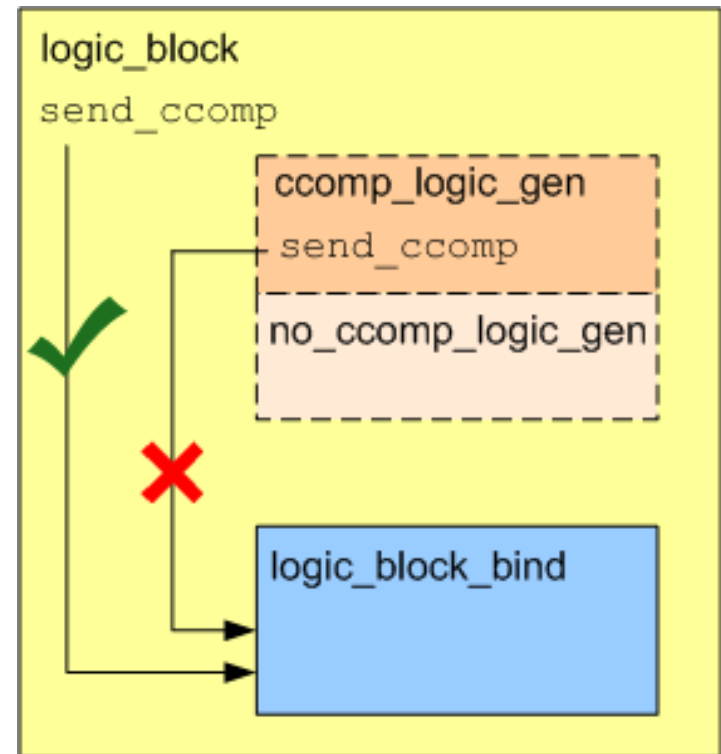 logic_block
send_ccomp
ccomp_logic_gen
send_ccomp
no_ccomp_logic_gen
logic_block_bind